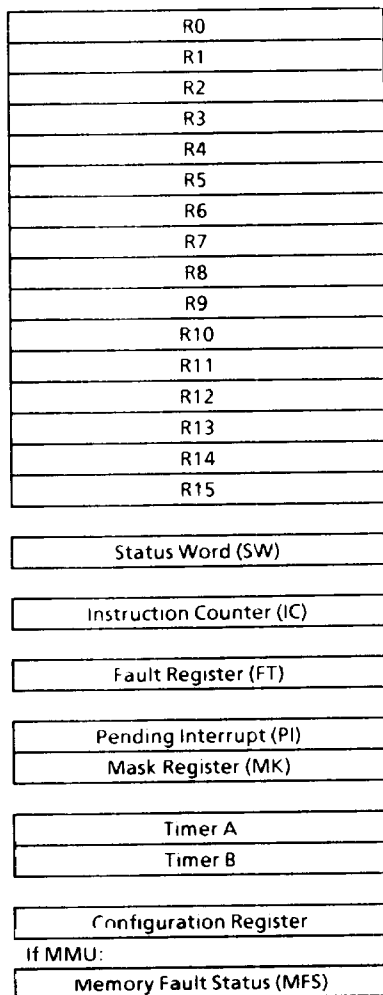 R0
R1
R2
R3
R4
R5
R6
R7
R8
R9
R10
R11
R12
R13
R14
R15
Status Word (SW)
Instruction Counter (IC)
Fault Register (FT)
Pending Interrupt (PI)
Mask Register (MK)
Timer A
Timer B
Configuration Register
If MMU:
Memory Fault Status (MFS)